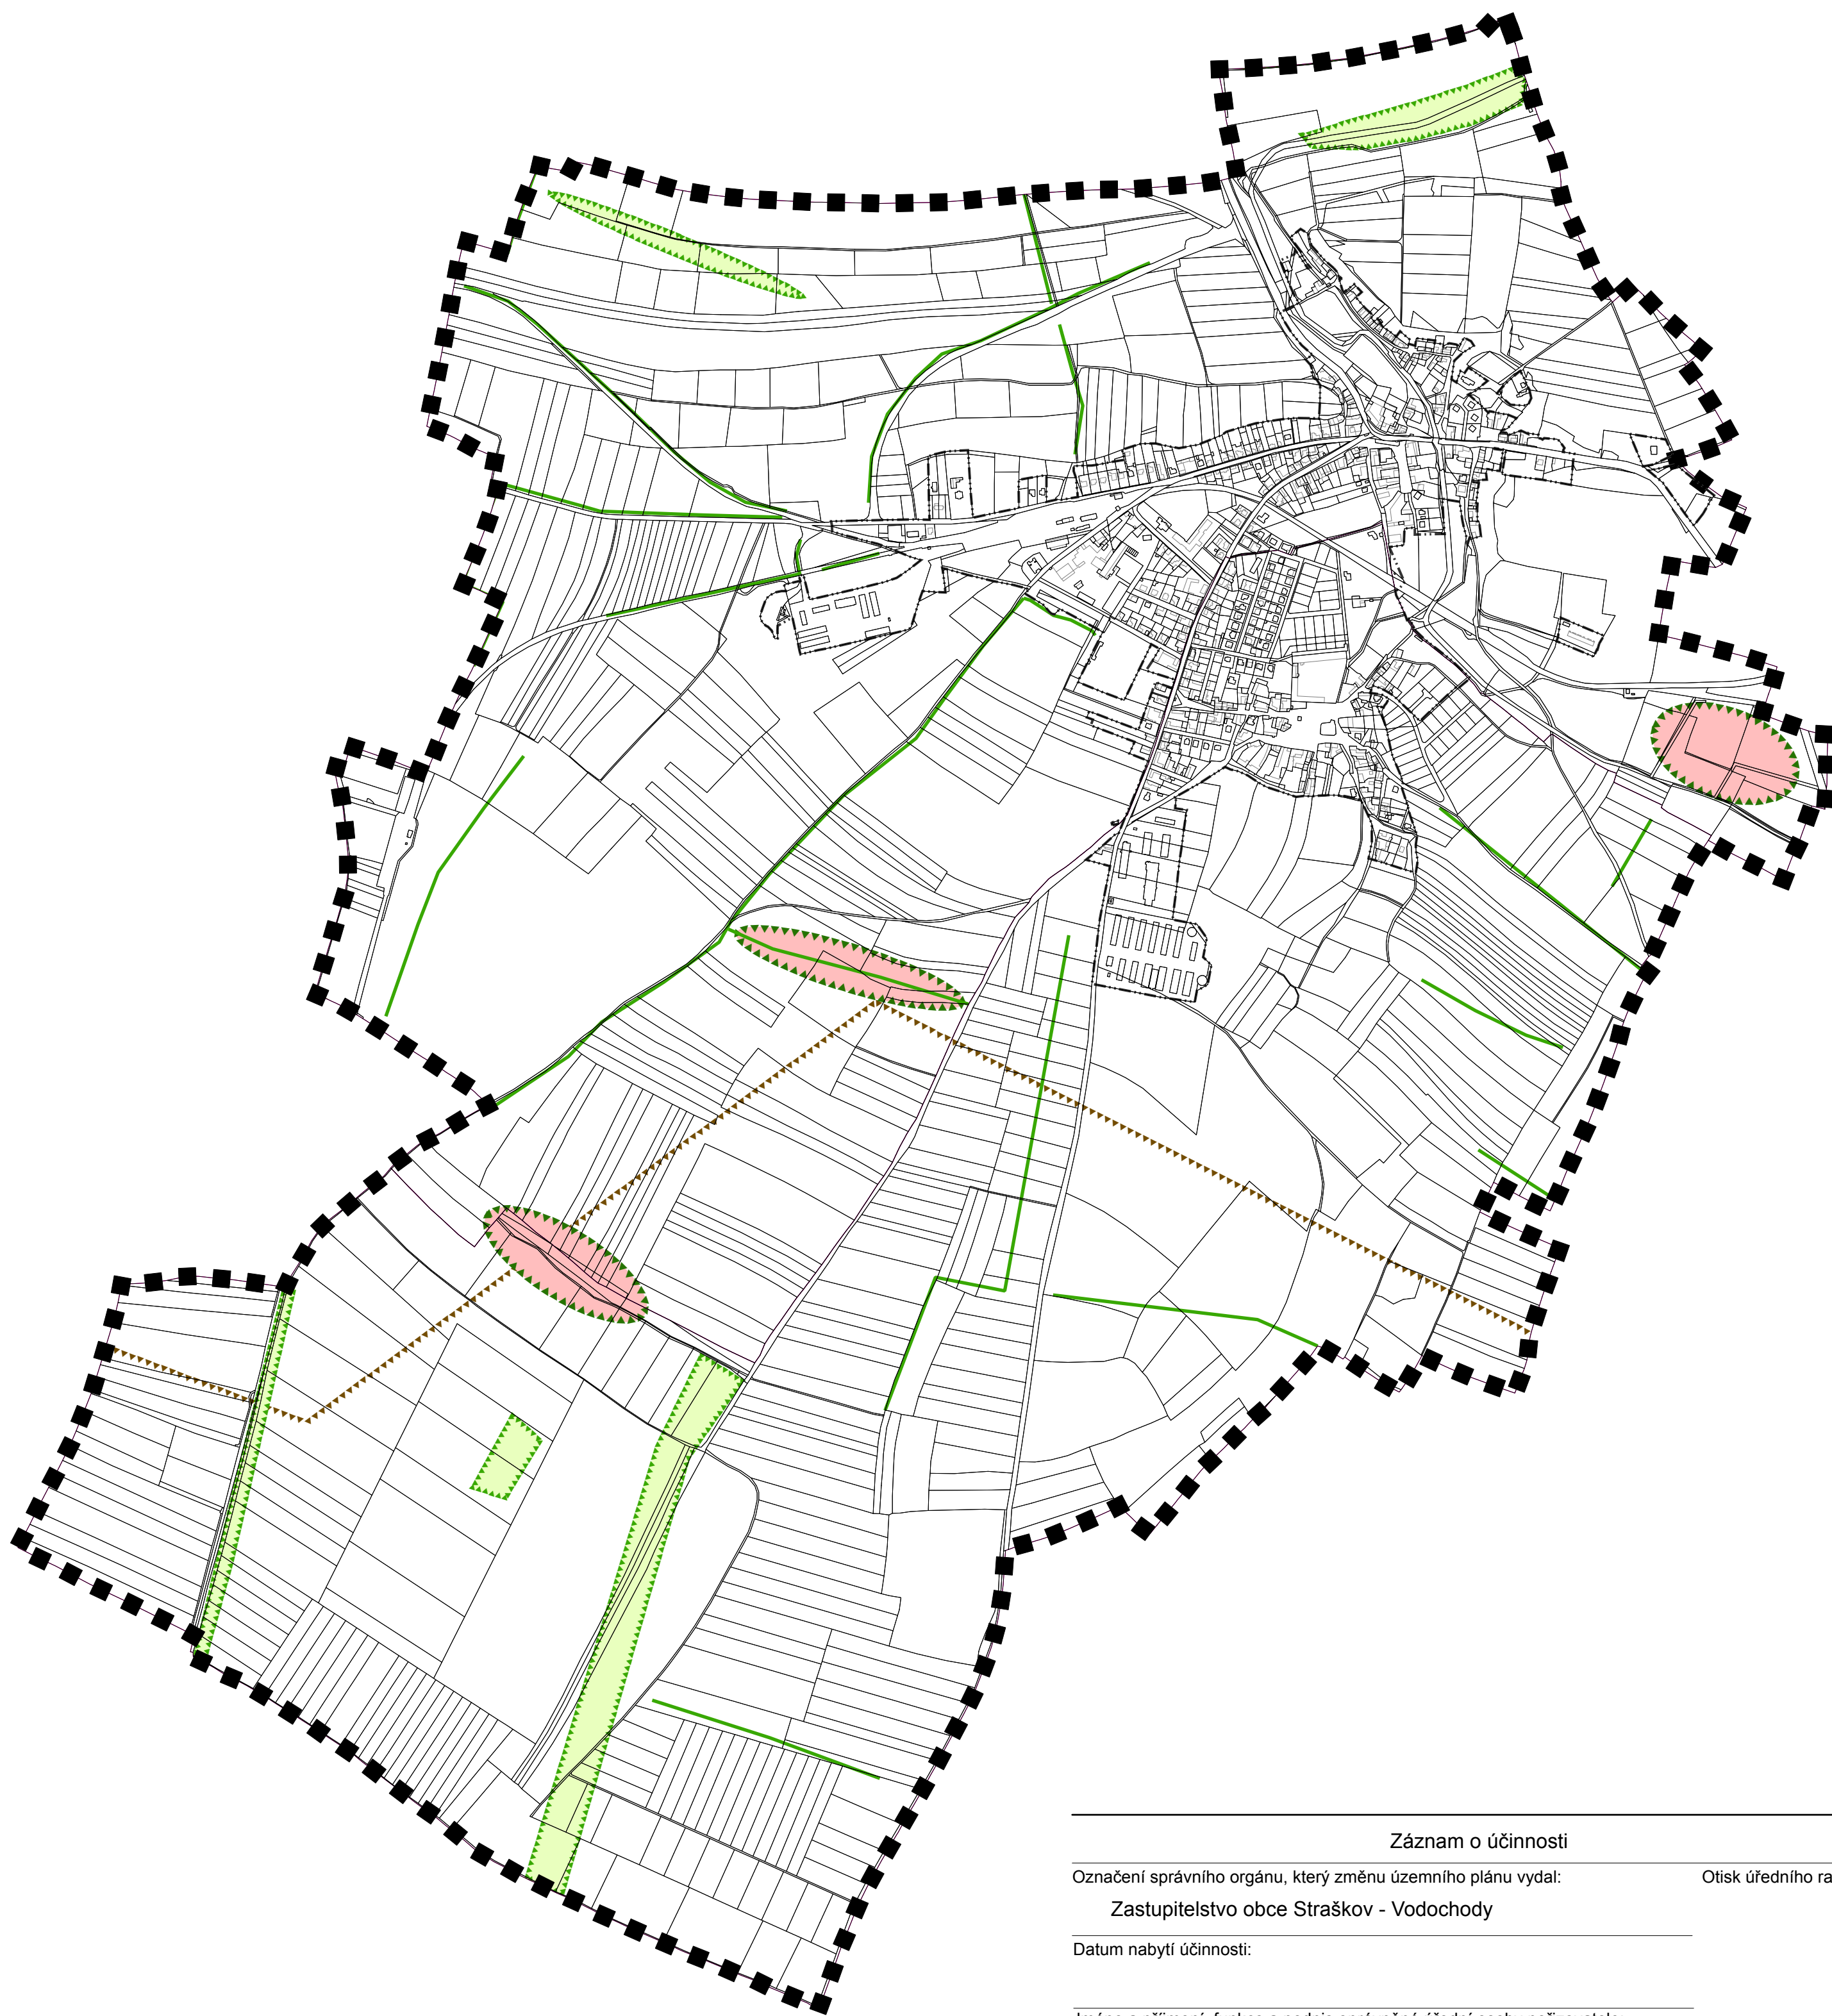 Záznam o účinnosti
Označení správního orgánu, který změnu územního plánu vydal: Otisk úředního ra
Zastupitelstvo obce Straškov - Vodochody
Datum nabytí účinnosti: